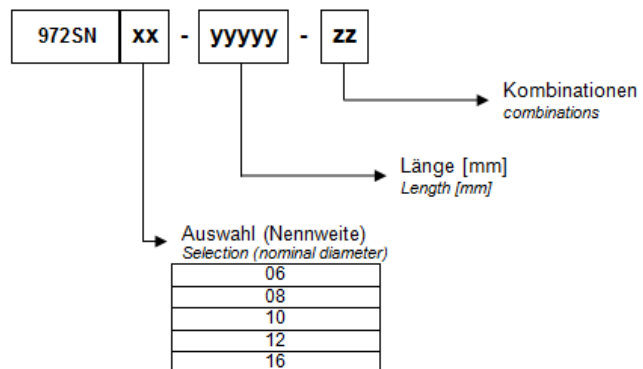 972SN xx - yyyyy - zz
Kombinationen
combinations
Länge [mm]
Length [mm]
Auswahl (Nennweite)
Selection (nominal diameter)
06
08
10
12
16